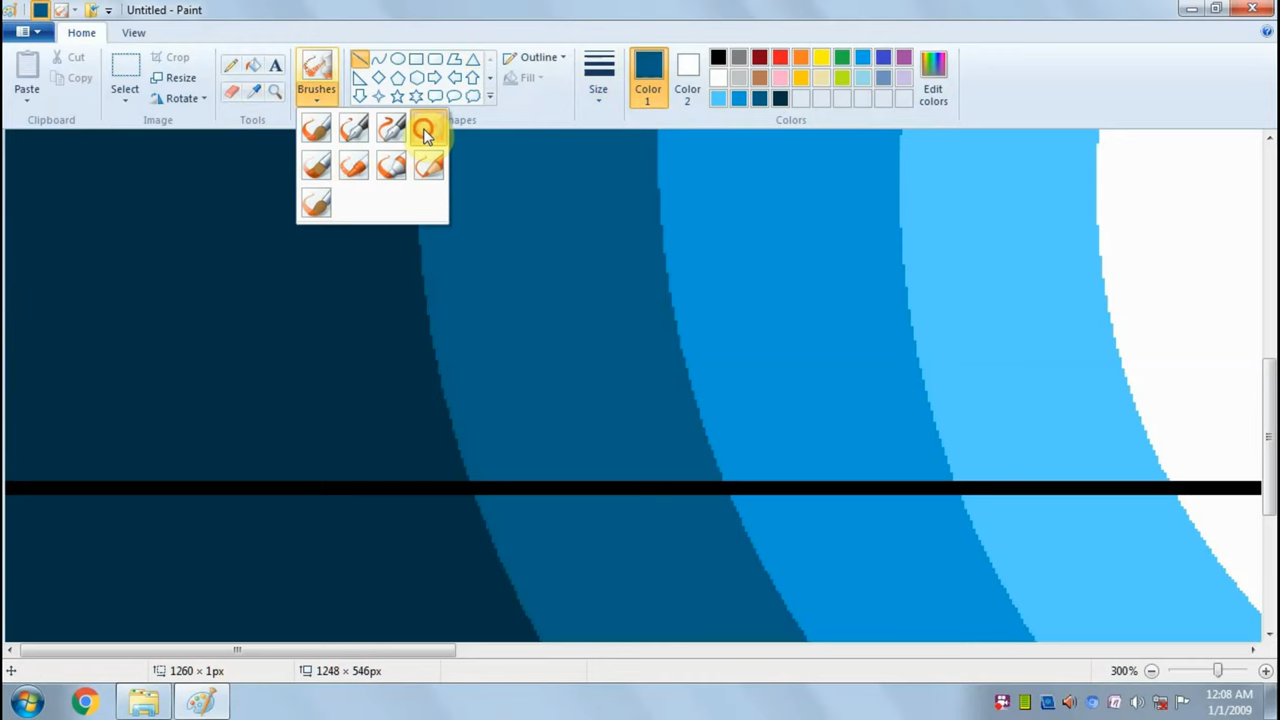 Untitled - Paint
Home
View
Paste
Cut
Copy
Clipboard
Select
Crop
Resize
Rotate
Image
A
Tools
Brushes
Outline
Fill
hapes
Size
Color
1
Color
2
Edit
colors
Colors
1260 × 1px
1248 × 546px
300%
12:08 AM
1/1/2009